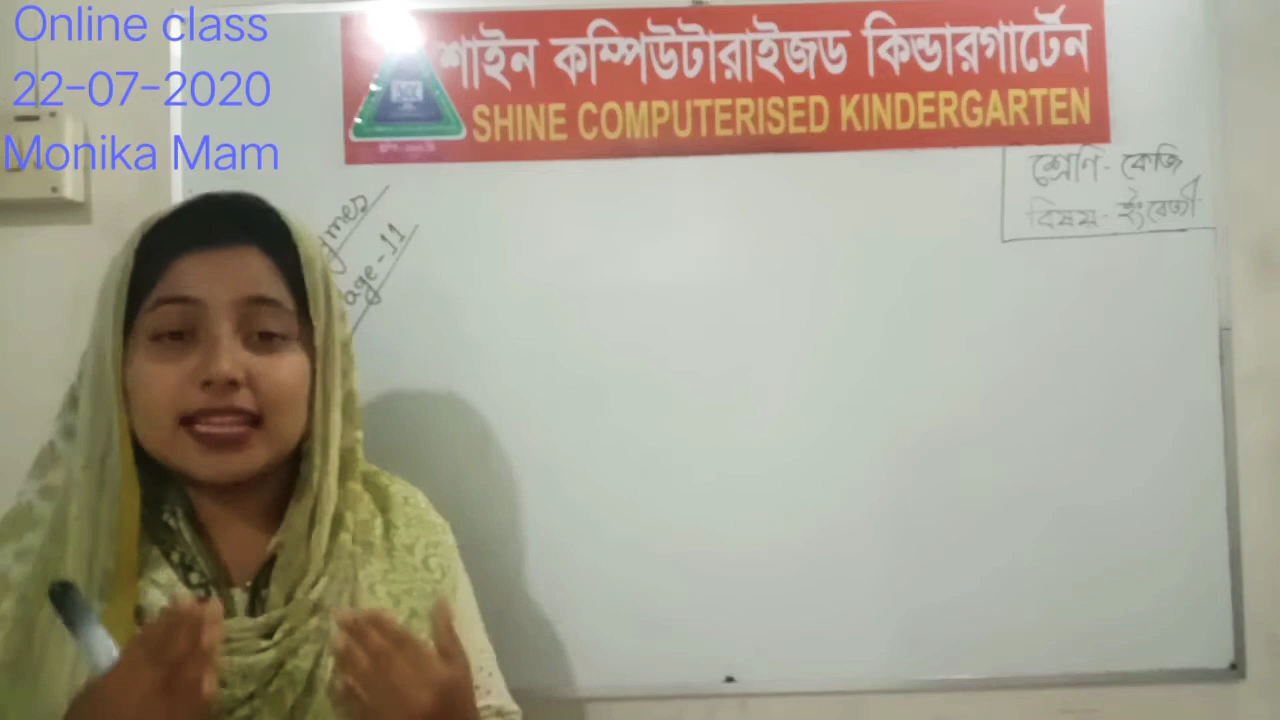 Online class
22-07-2020
Monika Mam
শাইন কম্পিউটারাইজড কিন্ডারগার্টেন
SHINE COMPUTERISED KINDERGARTEN
শ্রেণি - কেজি
বিষয় - ইংরেজী
age - 11